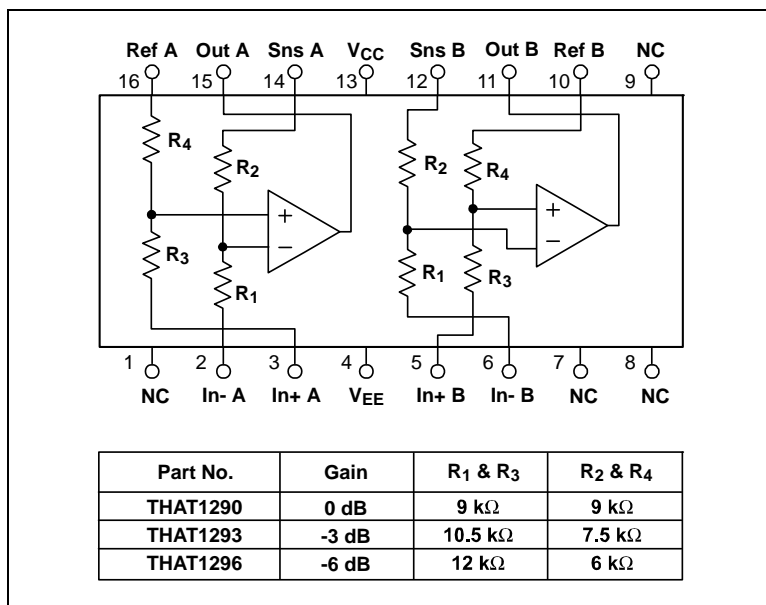 Ref A Out A Sns A VCC Sns B Out B Ref B NC
16 15 14 13 12 11 10 9
R4
R2
R2
R4
+
−
+
−
R3
R1
R1
R3
1 2 3 4 5 6 7 8
NC In- A In+ A VEE In+ B In- B NC NC
Part No. Gain R1 & R3 R2 & R4
THAT1290 0 dB 9 kΩ 9 kΩ
THAT1293 -3 dB 10.5 kΩ 7.5 kΩ
THAT1296 -6 dB 12 kΩ 6 kΩ